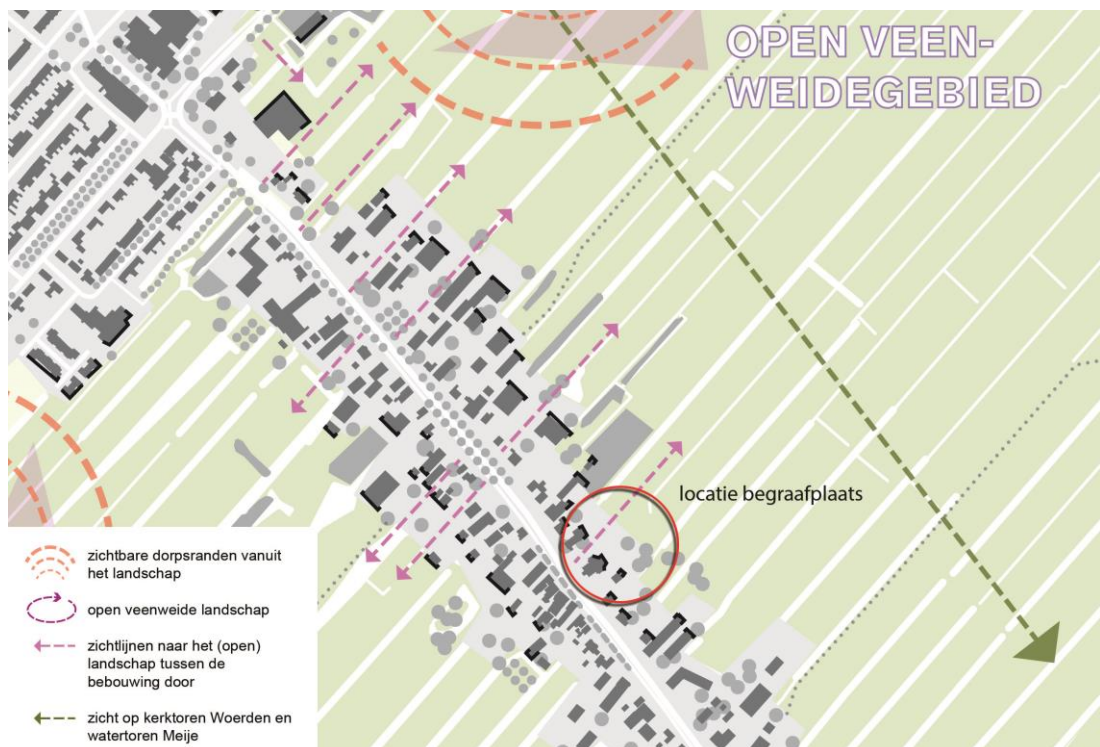 OPEN VEEN-
WEIDEGEBIED
locatie begraafplaats
zichtbare dorpsranden vanuit
het landschap
open veenweide landschap
zichtlijnen naar het (open)
landschap tussen de
bebouwing door
zicht op kerktoren Woerden en
watertoren Meije